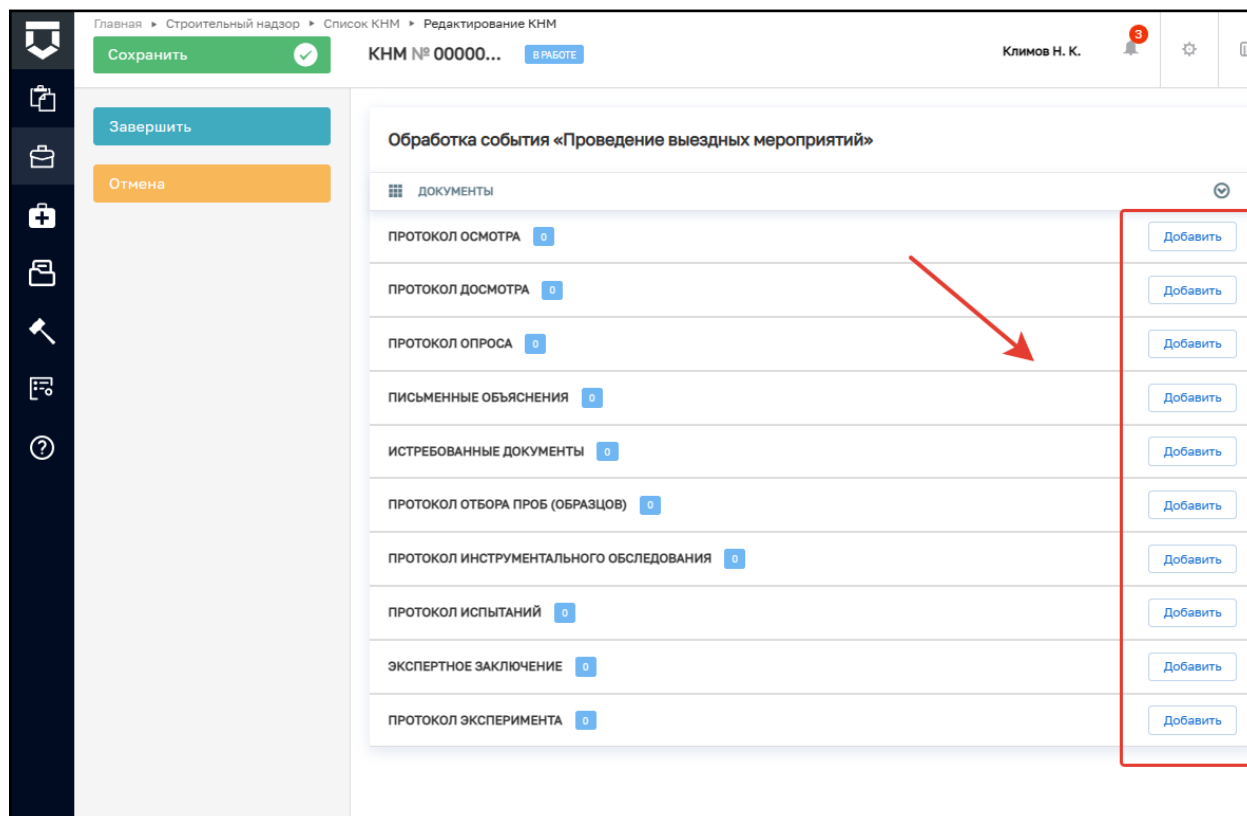 Главная ▸ Строительный надзор ▸ Список КНМ ▸ Редактирование КНМ
Сохранить
КНМ № 00000... В РАБОТЕ
Климов Н. К.
3
Завершить
Отмена
Обработка события «Проведение выездных мероприятий»
ДОКУМЕНТЫ
ПРОТОКОЛ ОСМОТРА 0 Добавить
ПРОТОКОЛ ДОСМОТРА 0 Добавить
ПРОТОКОЛ ОПРОСА 0 Добавить
ПИСЬМЕННЫЕ ОБЪЯСНЕНИЯ 0 Добавить
ИСТРЕБОВАННЫЕ ДОКУМЕНТЫ 0 Добавить
ПРОТОКОЛ ОТБОРА ПРОБ (ОБРАЗЦОВ) 0 Добавить
ПРОТОКОЛ ИНСТРУМЕНТАЛЬНОГО ОБСЛЕДОВАНИЯ 0 Добавить
ПРОТОКОЛ ИСПЫТАНИЙ 0 Добавить
ЭКСПЕРТНОЕ ЗАКЛЮЧЕНИЕ 0 Добавить
ПРОТОКОЛ ЭКСПЕРИМЕНТА 0 Добавить